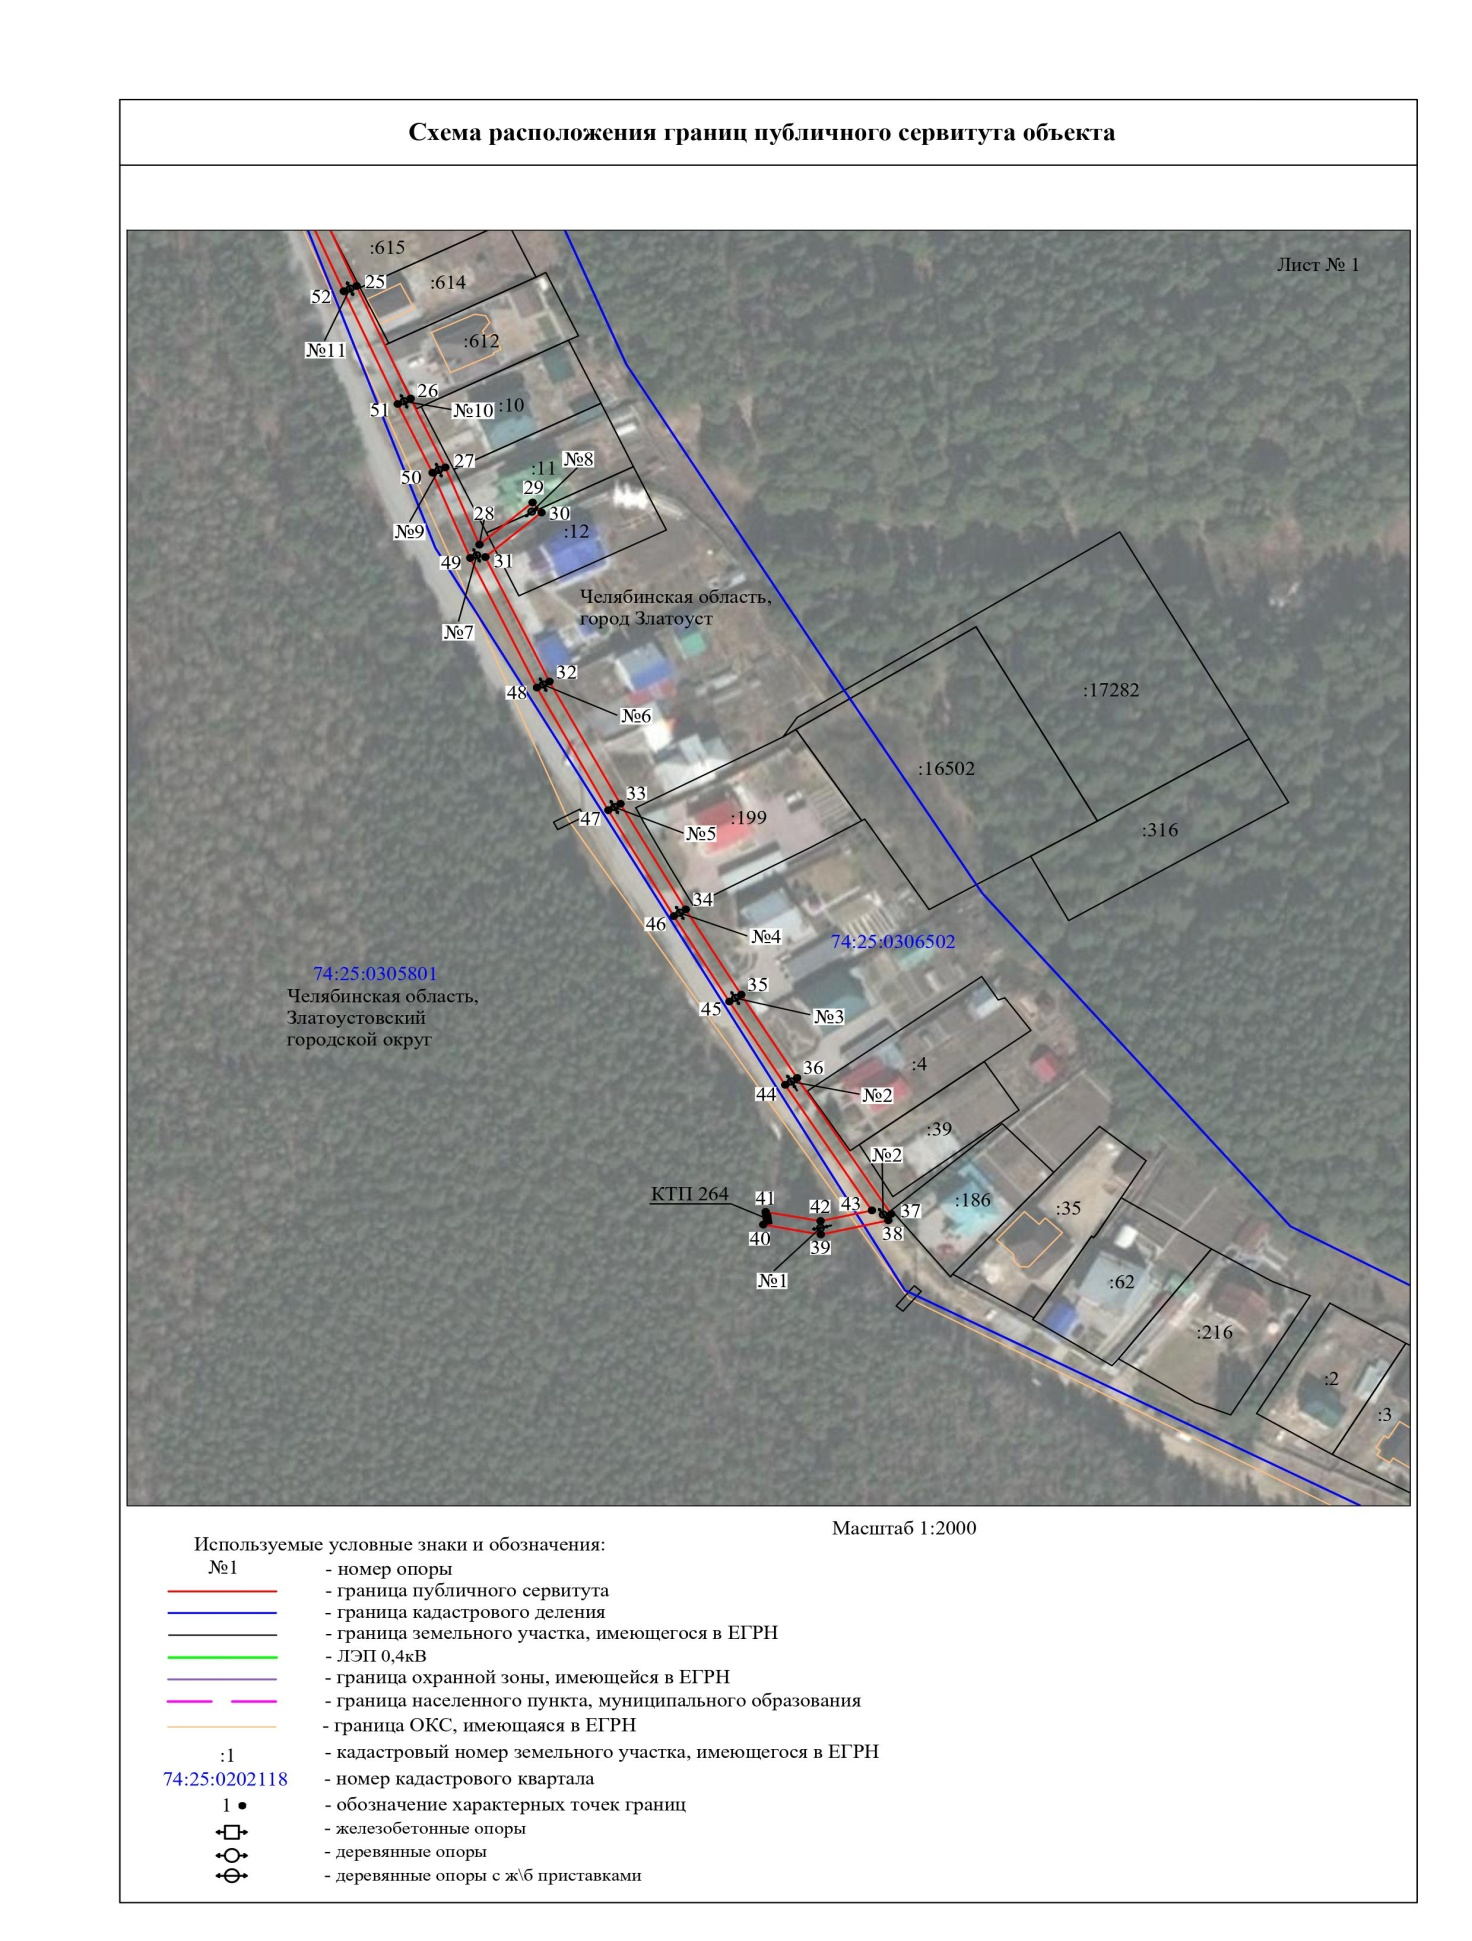 Схема расположения границ публичного сервитута объекта
Лист № 1
:615
25
:614
52
:612
№11
26
51
№10
:10
27
50
:11
№8
29
28
30
№9
:12
49
31
Челябинская область,
город Златоуст
№7
32
48
:17282
№6
:16502
33
47
:199
:316
№5
34
46
№4
74:25:0306502
74:25:0305801
Челябинская область,
Златоустовский
городской округ
35
45
№3
36
:4
44
№2
:39
№2
КТП 264
41
43
:186
42
37
:35
40
38
39
№1
:62
:216
:2
:3
Масштаб 1:2000
Используемые условные знаки и обозначения:
№1 - номер опоры
- граница публичного сервитута
- граница кадастрового деления
- граница земельного участка, имеющегося в ЕГРН
- ЛЭП 0,4кВ
- граница охранной зоны, имеющейся в ЕГРН
- граница населенного пункта, муниципального образования
- граница ОКС, имеющаяся в ЕГРН
:1 - кадастровый номер земельного участка, имеющегося в ЕГРН
74:25:0202118 - номер кадастрового квартала
1 - обозначение характерных точек границ
- железобетонные опоры
- деревянные опоры
- деревянные опоры с ж\б приставками